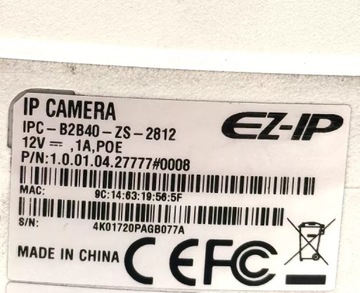 IP CAMERA
EZ-IP
IPC-B2B40-ZS-2812
12V ⎓ ,1A,POE
P/N:1.0.01.04.27777#0008
MAC:
9C:14:63:19:56:5F
S/N:
4K01720PAGB077A
MADE IN CHINA CE FC